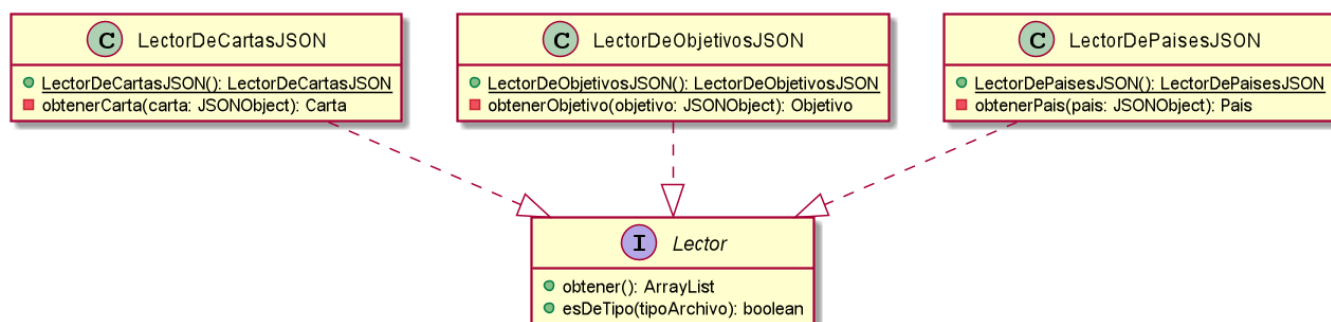 C LectorDeCartasJSON
LectorDeCartasJSON(): LectorDeCartasJSON
obtenerCarta(carta: JSONObject): Carta
C LectorDeObjetivosJSON
LectorDeObjetivosJSON(): LectorDeObjetivosJSON
obtenerObjetivo(objetivo: JSONObject): Objetivo
C LectorDePaisesJSON
LectorDePaisesJSON(): LectorDePaisesJSON
obtenerPais(pais: JSONObject): Pais
I Lector
obtener(): ArrayList
esDeTipo(tipoArchivo): boolean